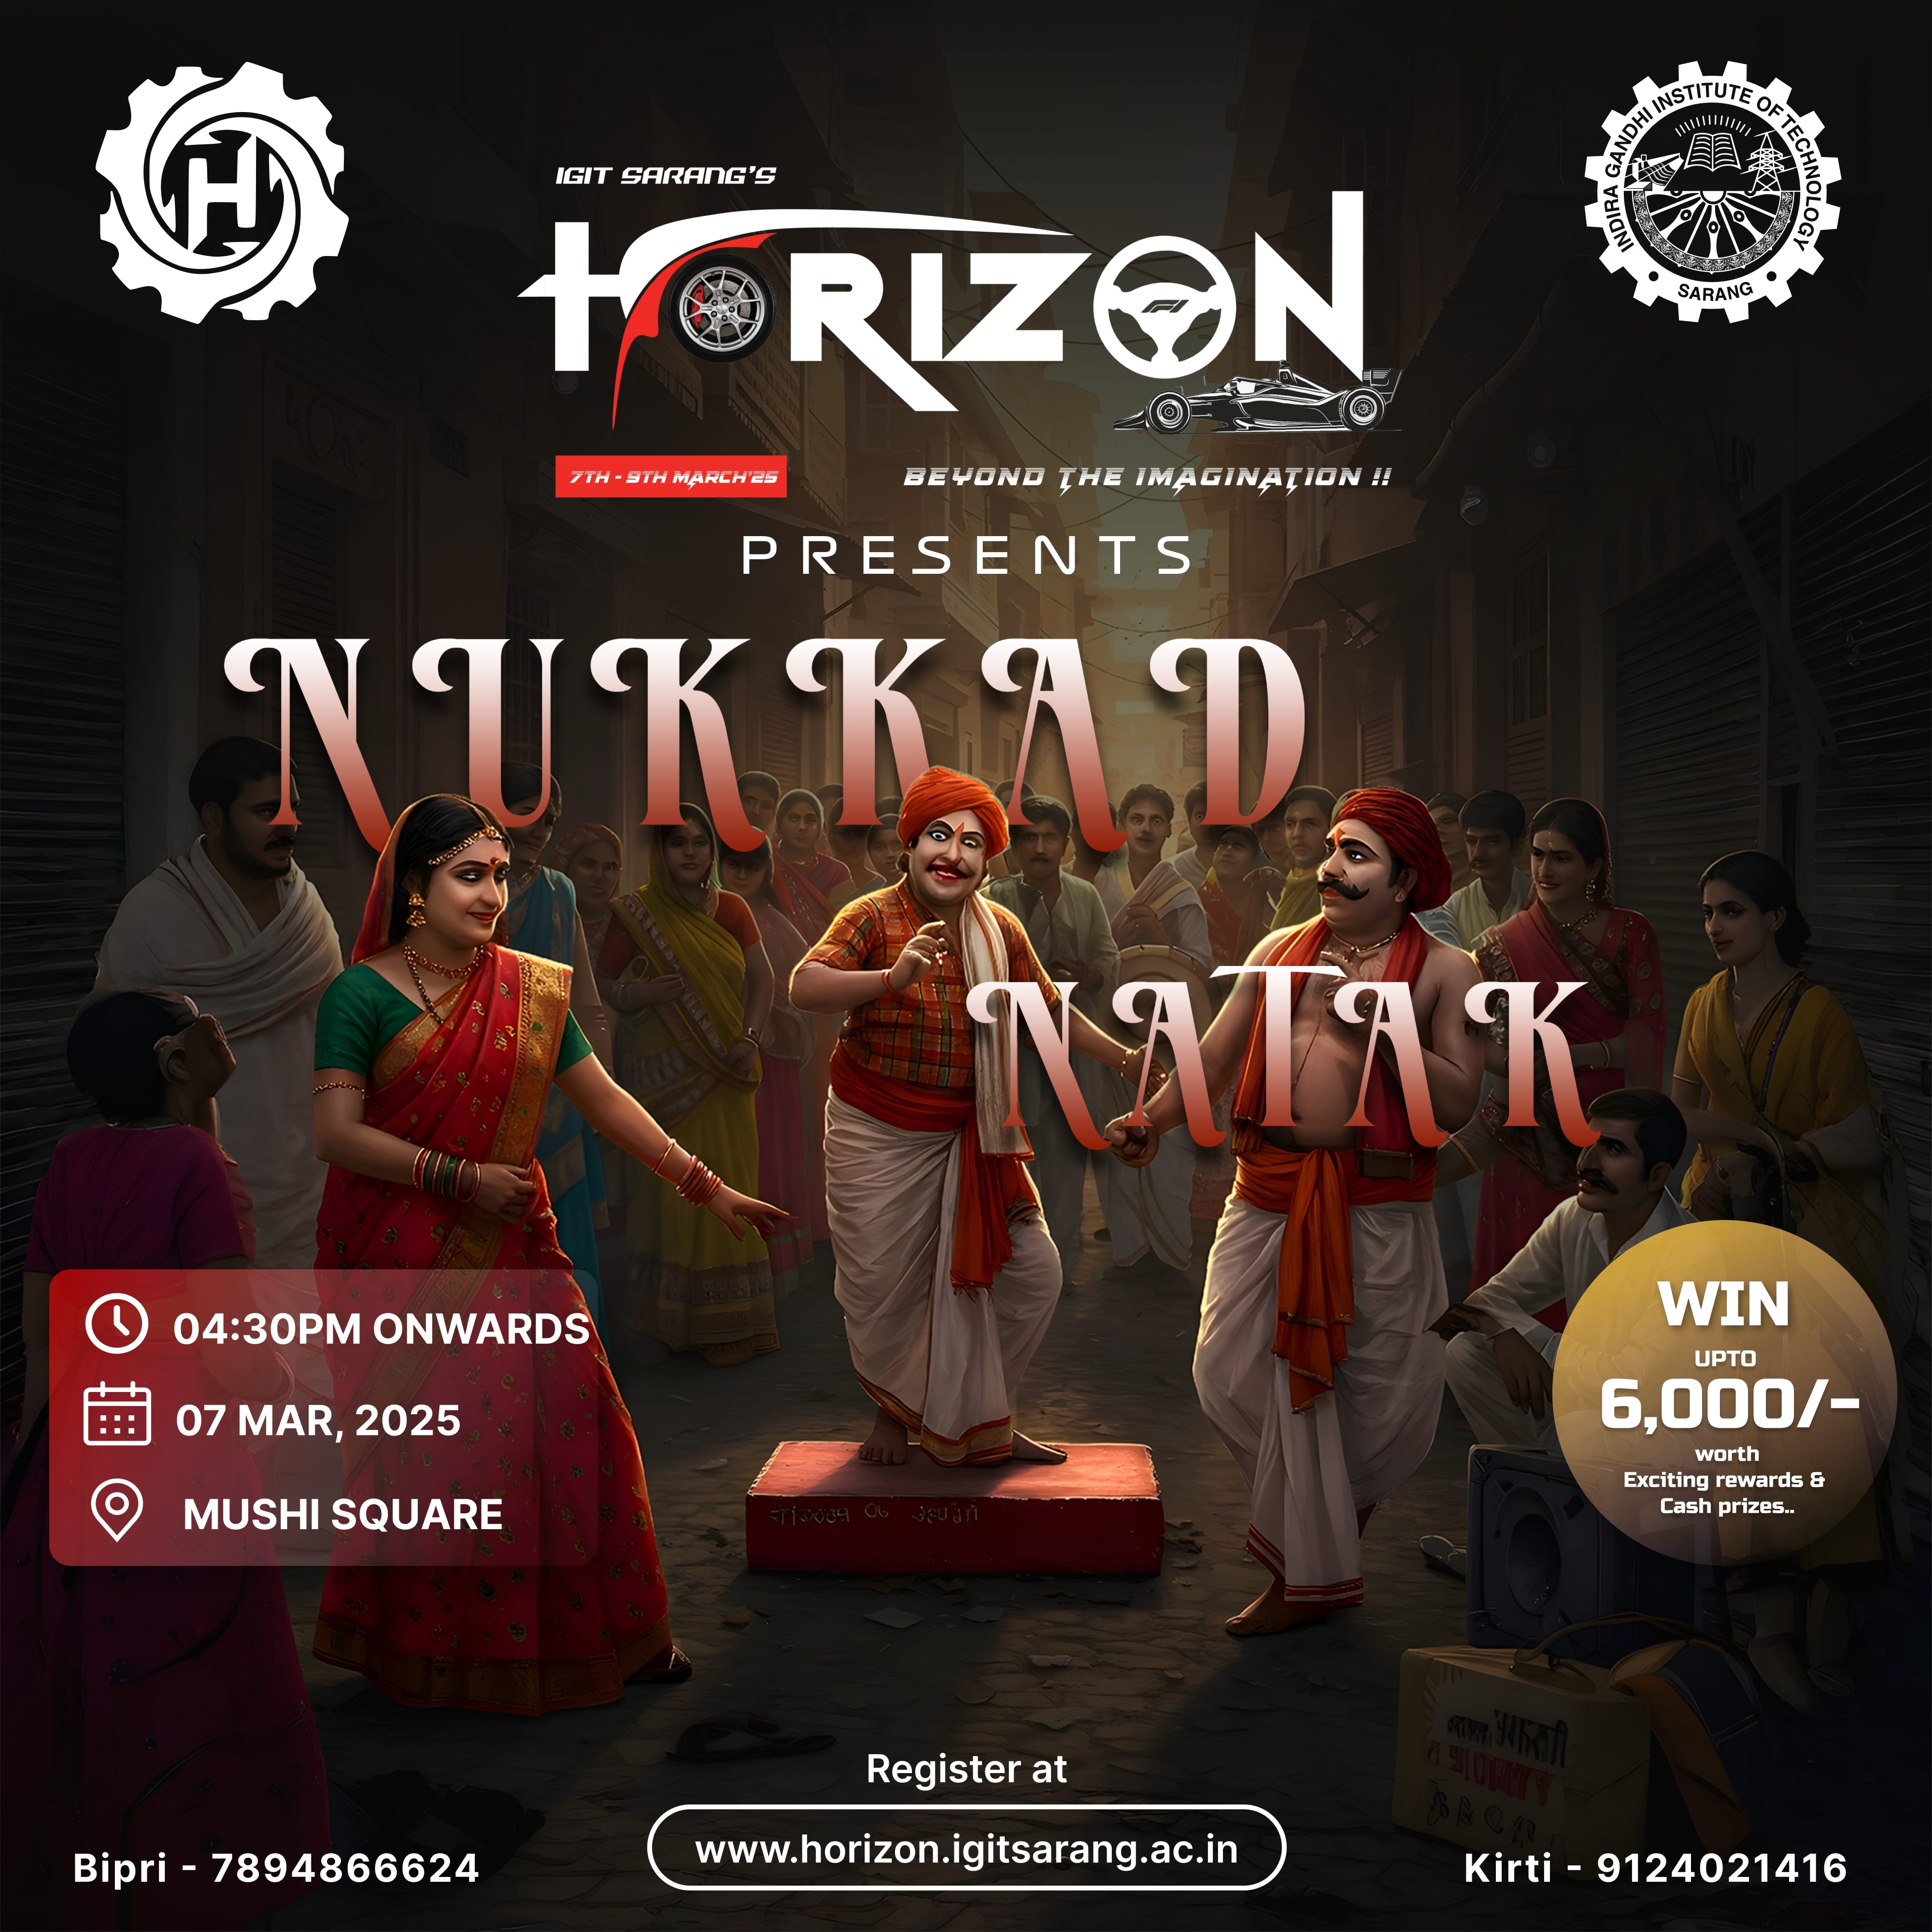 H
INDIRA GANDHI INSTITUTE OF TECHNOLOGY
SARANG
IGIT SARANG'S
HORIZON
7TH - 9TH MARCH'25
BEYOND THE IMAGINATION !!
PRESENTS
NUKKAD
NATAK
04:30PM ONWARDS
07 MAR, 2025
MUSHI SQUARE
WIN
UPTO
6,000/-
worth
Exciting rewards &
Cash prizes..
Register at
www.horizon.igitsarang.ac.in
Bipri - 7894866624
Kirti - 9124021416